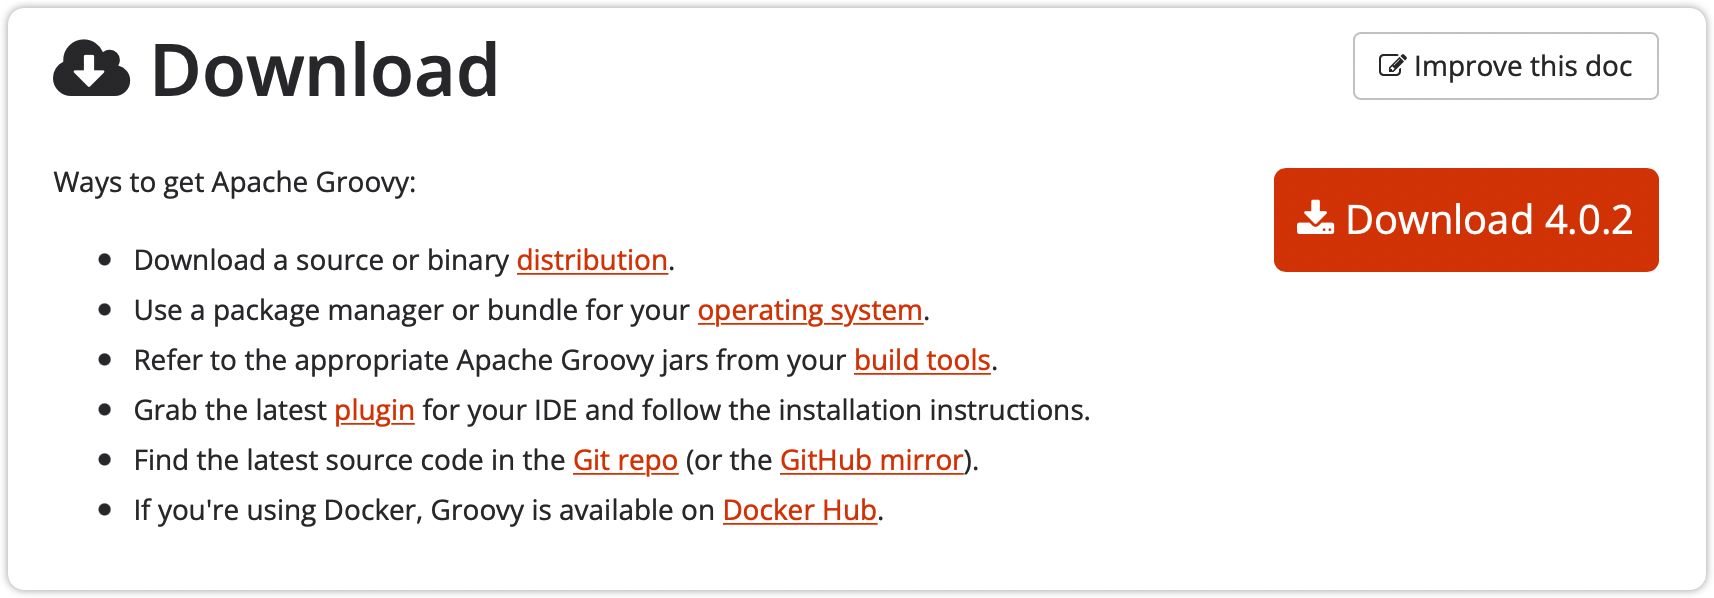 Download
Improve this doc
Ways to get Apache Groovy:
Download 4.0.2
Download a source or binary distribution.
Use a package manager or bundle for your operating system.
Refer to the appropriate Apache Groovy jars from your build tools.
Grab the latest plugin for your IDE and follow the installation instructions.
Find the latest source code in the Git repo (or the GitHub mirror).
If you're using Docker, Groovy is available on Docker Hub.